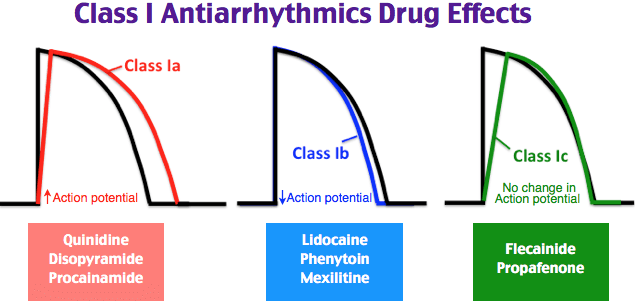 Class I Antiarrhythmics Drug Effects
Class Ia
↑Action potential
Quinidine
Disopyramide
Procainamide
Class Ib
↓Action potential
Lidocaine
Phenytoin
Mexilitine
Class Ic
No change in
Action potential
Flecainide
Propafenone